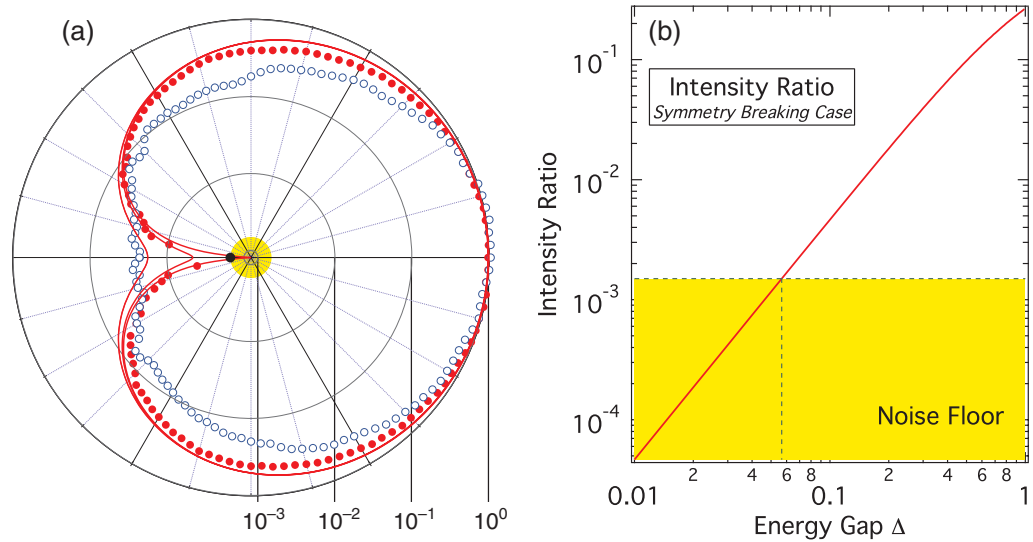 (a)
10⁻³
10⁻²
10⁻¹
10⁰
(b)
Intensity Ratio
Symmetry Breaking Case
Noise Floor
10⁻¹
10⁻²
10⁻³
10⁻⁴
Intensity Ratio
0.01
2
4
6
8
0.1
2
4
6
8
1
Energy Gap Δ